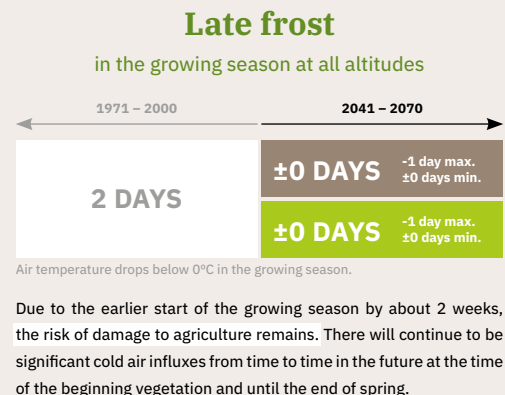 Late frost
in the growing season at all altitudes
1971 – 2000
2041 – 2070
2 DAYS
±0 DAYS
-1 day max.
±0 days min.
±0 DAYS
-1 day max.
±0 days min.
Air temperature drops below 0°C in the growing season.
Due to the earlier start of the growing season by about 2 weeks,
the risk of damage to agriculture remains. There will continue to be
significant cold air influxes from time to time in the future at the time
of the beginning vegetation and until the end of spring.